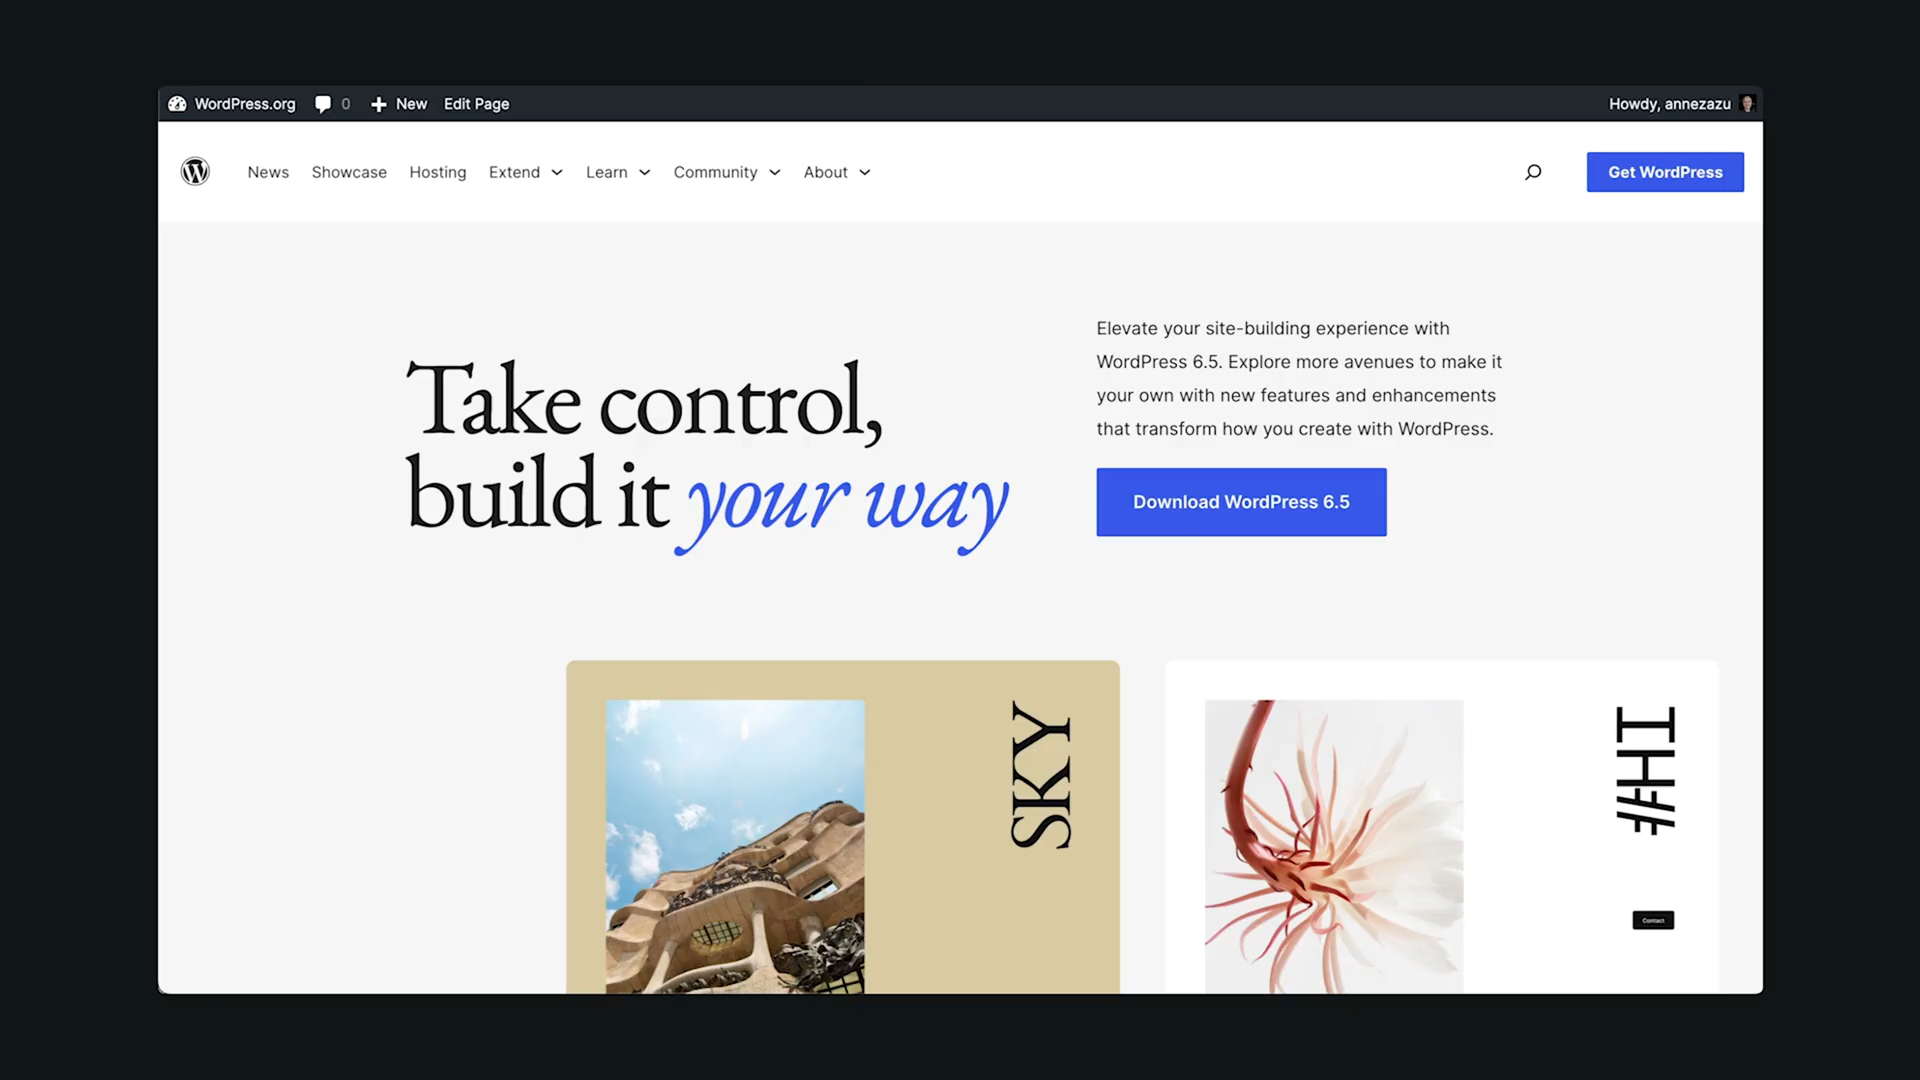 WordPress.org 0 New Edit Page Howdy, annezazu
News Showcase Hosting Extend Learn Community About Get WordPress
Take control,
build it your way
Elevate your site-building experience with
WordPress 6.5. Explore more avenues to make it
your own with new features and enhancements
that transform how you create with WordPress.
Download WordPress 6.5
SKY
#HI
Contact